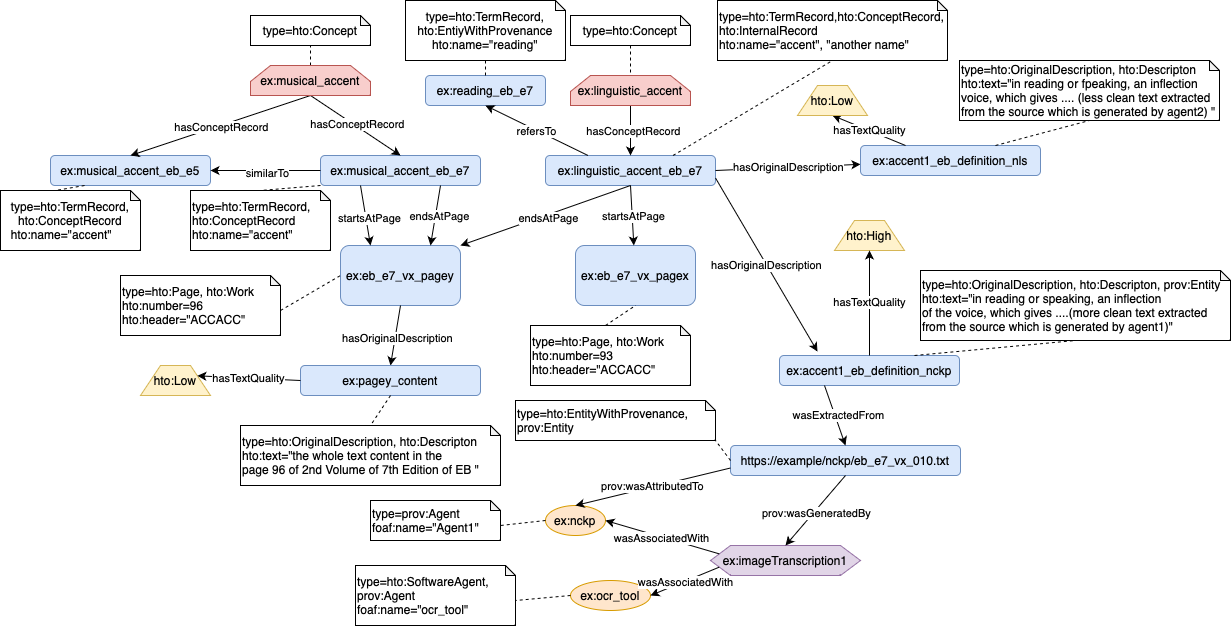 type=hto:Concept
type=hto:TermRecord,
hto:EntiyWithProvenance
hto:name="reading"
type=hto:Concept
type=hto:TermRecord,hto:ConceptRecord,
hto:InternalRecord
hto:name="accent", "another name"
ex:musical_accent
ex:reading_eb_e7
ex:linguistic_accent
hto:Low
type=hto:OriginalDescription, hto:Descripton
hto:text="in reading or fpeaking, an inflection
voice, which gives .... (less clean text extracted
from the source which is generated by agent2) "
hasConceptRecord
hasConceptRecord
refersTo
hasConceptRecord
hasTextQuality
ex:musical_accent_eb_e5
similarTo
ex:musical_accent_eb_e7
ex:linguistic_accent_eb_e7
hasOriginalDescription
ex:accent1_eb_definition_nls
type=hto:TermRecord,
hto:ConceptRecord
hto:name="accent"
type=hto:TermRecord,
hto:ConceptRecord
hto:name="accent"
startsAtPage
endsAtPage
endsAtPage
startsAtPage
hto:High
ex:eb_e7_vx_pagey
ex:eb_e7_vx_pagex
hasOriginalDescription
type=hto:Page, hto:Work
hto:number=96
hto:header="ACCACC"
hasTextQuality
type=hto:OriginalDescription, hto:Descripton, prov:Entity
hto:text="in reading or speaking, an inflection
of the voice, which gives ....(more clean text extracted
from the source which is generated by agent1)"
hasOriginalDescription
type=hto:Page, hto:Work
hto:number=93
hto:header="ACCACC"
hto:Low
hasTextQuality
ex:pagey_content
ex:accent1_eb_definition_nckp
type=hto:EntityWithProvenance,
prov:Entity
wasExtractedFrom
type=hto:OriginalDescription, hto:Descripton
hto:text="the whole text content in the
page 96 of 2nd Volume of 7th Edition of EB "
https://example/nckp/eb_e7_vx_010.txt
prov:wasAttributedTo
prov:wasGeneratedBy
type=prov:Agent
foaf:name="Agent1"
ex:nckp
wasAssociatedWith
ex:imageTranscription1
type=hto:SoftwareAgent,
prov:Agent
foaf:name="ocr_tool"
wasAssociatedWith
ex:ocr_tool